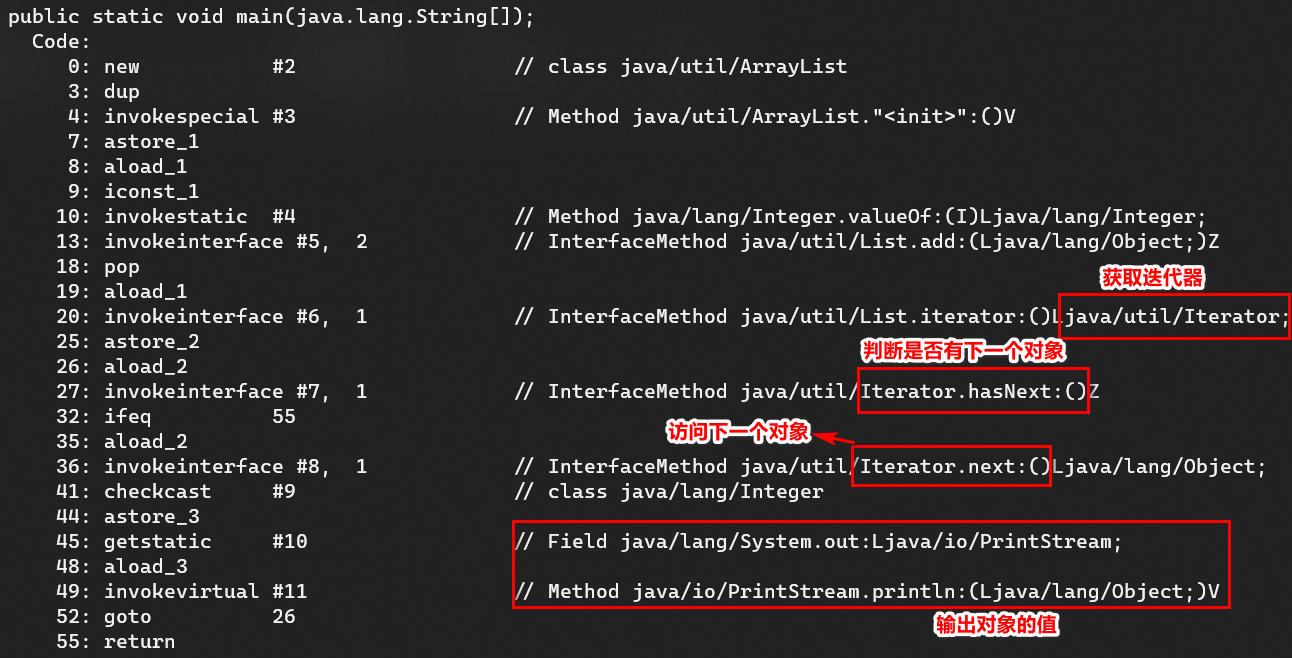 public static void main(java.lang.String[]);
Code:
0: new #2 // class java/util/ArrayList
3: dup
4: invokespecial #3 // Method java/util/ArrayList."<init>":()V
7: astore_1
8: aload_1
9: iconst_1
10: invokestatic #4 // Method java/lang/Integer.valueOf:(I)Ljava/lang/Integer;
13: invokeinterface #5, 2 // InterfaceMethod java/util/List.add:(Ljava/lang/Object;)Z
18: pop
获取迭代器
19: aload_1
20: invokeinterface #6, 1 // InterfaceMethod java/util/List.iterator:()Ljava/util/Iterator;
25: astore_2
判断是否有下一个对象
26: aload_2
27: invokeinterface #7, 1 // InterfaceMethod java/util/Iterator.hasNext:()Z
32: ifeq 55
访问下一个对象
35: aload_2
36: invokeinterface #8, 1 // InterfaceMethod java/util/Iterator.next:()Ljava/lang/Object;
41: checkcast #9 // class java/lang/Integer
44: astore_3
45: getstatic #10 // Field java/lang/System.out:Ljava/io/PrintStream;
48: aload_3
49: invokevirtual #11 // Method java/io/PrintStream.println:(Ljava/lang/Object;)V
52: goto 26
输出对象的值
55: return